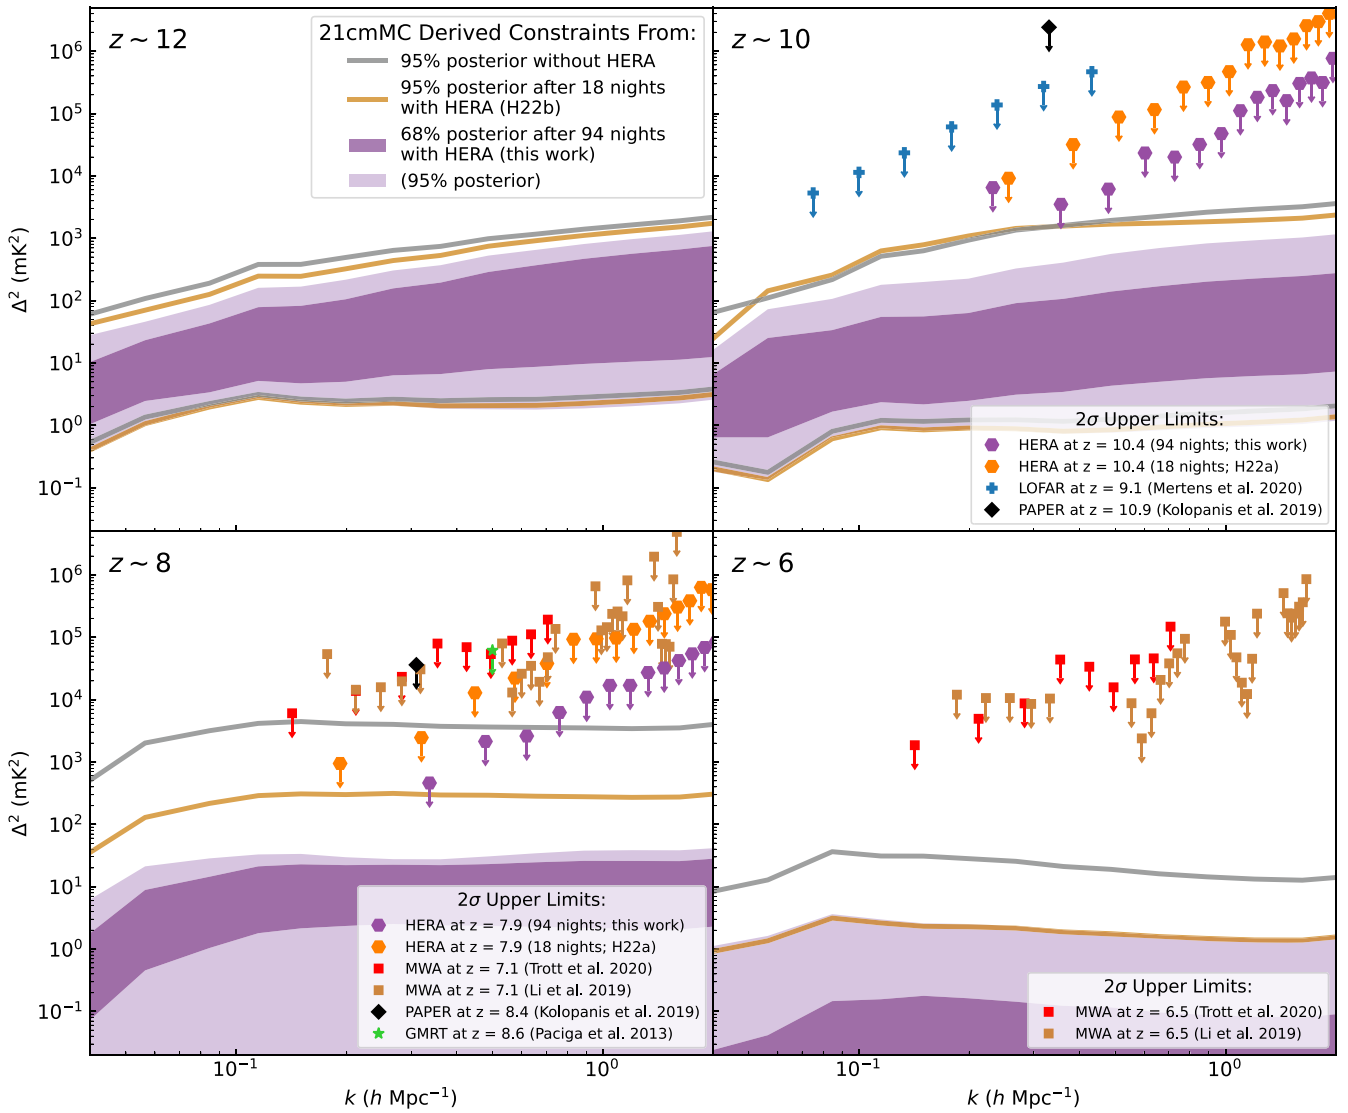 z ~ 12
21cmMC Derived Constraints From:
95% posterior without HERA
95% posterior after 18 nights
with HERA (H22b)
68% posterior after 94 nights
with HERA (this work)
(95% posterior)
10⁶
10⁵
10⁴
10³
10²
10¹
10⁰
10⁻¹
Δ² (mK²)
z ~ 10
2σ Upper Limits:
HERA at z = 10.4 (94 nights; this work)
HERA at z = 10.4 (18 nights; H22a)
LOFAR at z = 9.1 (Mertens et al. 2020)
PAPER at z = 10.9 (Kolopanis et al. 2019)
z ~ 8
10⁶
10⁵
10⁴
10³
10²
10¹
10⁰
10⁻¹
Δ² (mK²)
2σ Upper Limits:
HERA at z = 7.9 (94 nights; this work)
HERA at z = 7.9 (18 nights; H22a)
MWA at z = 7.1 (Trott et al. 2020)
MWA at z = 7.1 (Li et al. 2019)
PAPER at z = 8.4 (Kolopanis et al. 2019)
GMRT at z = 8.6 (Paciga et al. 2013)
10⁻¹
10⁰
k (h Mpc⁻¹)
z ~ 6
2σ Upper Limits:
MWA at z = 6.5 (Trott et al. 2020)
MWA at z = 6.5 (Li et al. 2019)
10⁻¹
10⁰
k (h Mpc⁻¹)